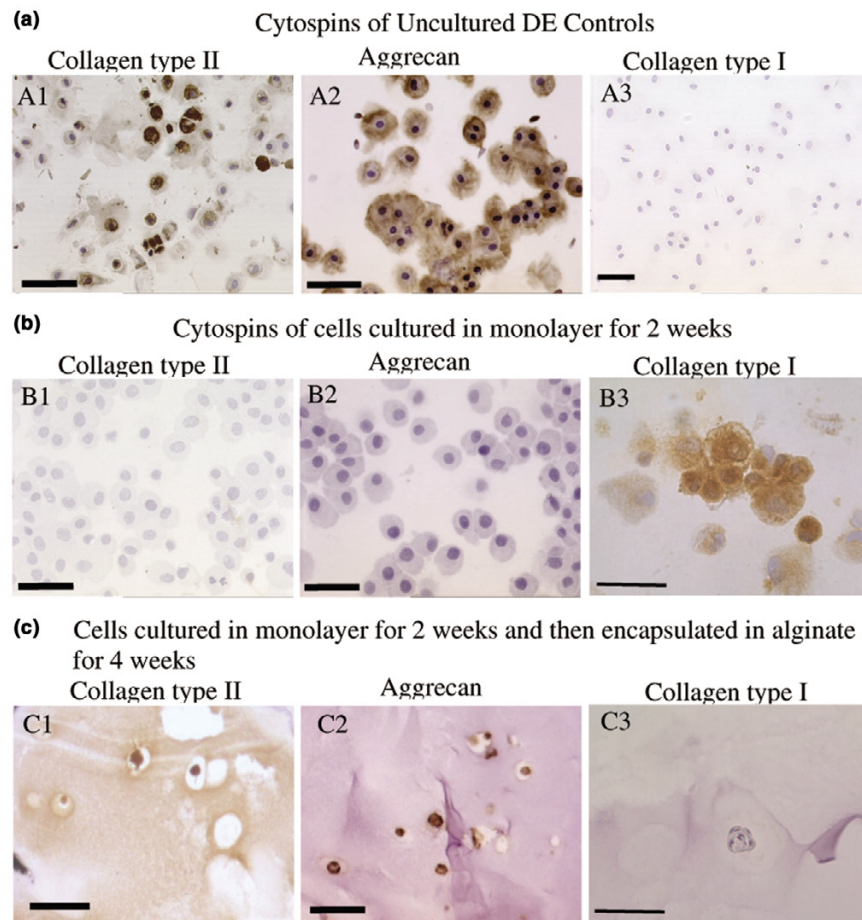 (a) Cytospins of Uncultured DE Controls
Collagen type II Aggrecan Collagen type I
A1 A2 A3
(b) Cytospins of cells cultured in monolayer for 2 weeks
Collagen type II Aggrecan Collagen type I
B1 B2 B3
(c) Cells cultured in monolayer for 2 weeks and then encapsulated in alginate
for 4 weeks
Collagen type II Aggrecan Collagen type I
C1 C2 C3